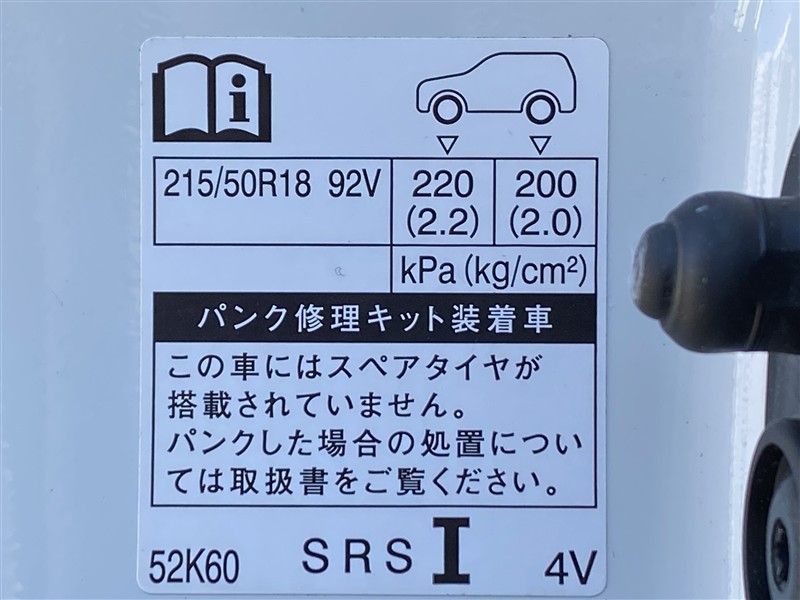 215/50R18 92V 220 200
(2.2) (2.0)
kPa(kg/cm²)
パンク修理キット装着車
この車にはスペアタイヤが
搭載されていません。
パンクした場合の処置につい
ては取扱書をご覧ください。
52K60 SRS I 4V